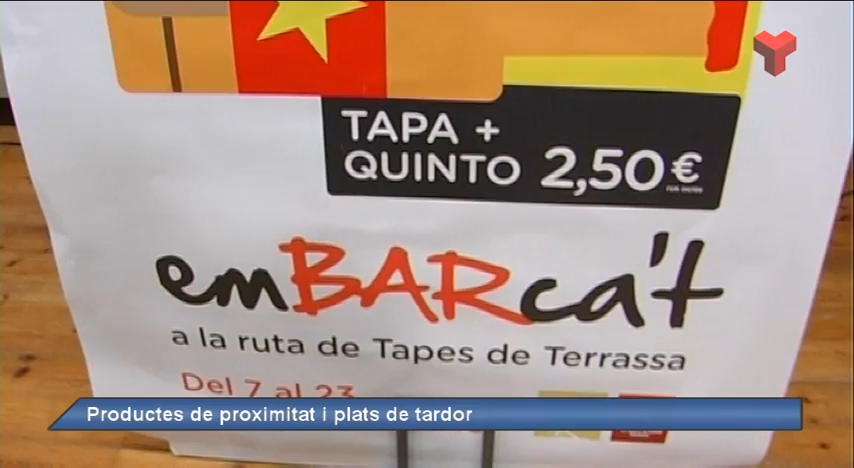 TAPA +
QUINTO 2,50€
emBARca't
a la ruta de Tapes de Terrassa
Del 7 al 23
Productes de proximitat i plats de tardor